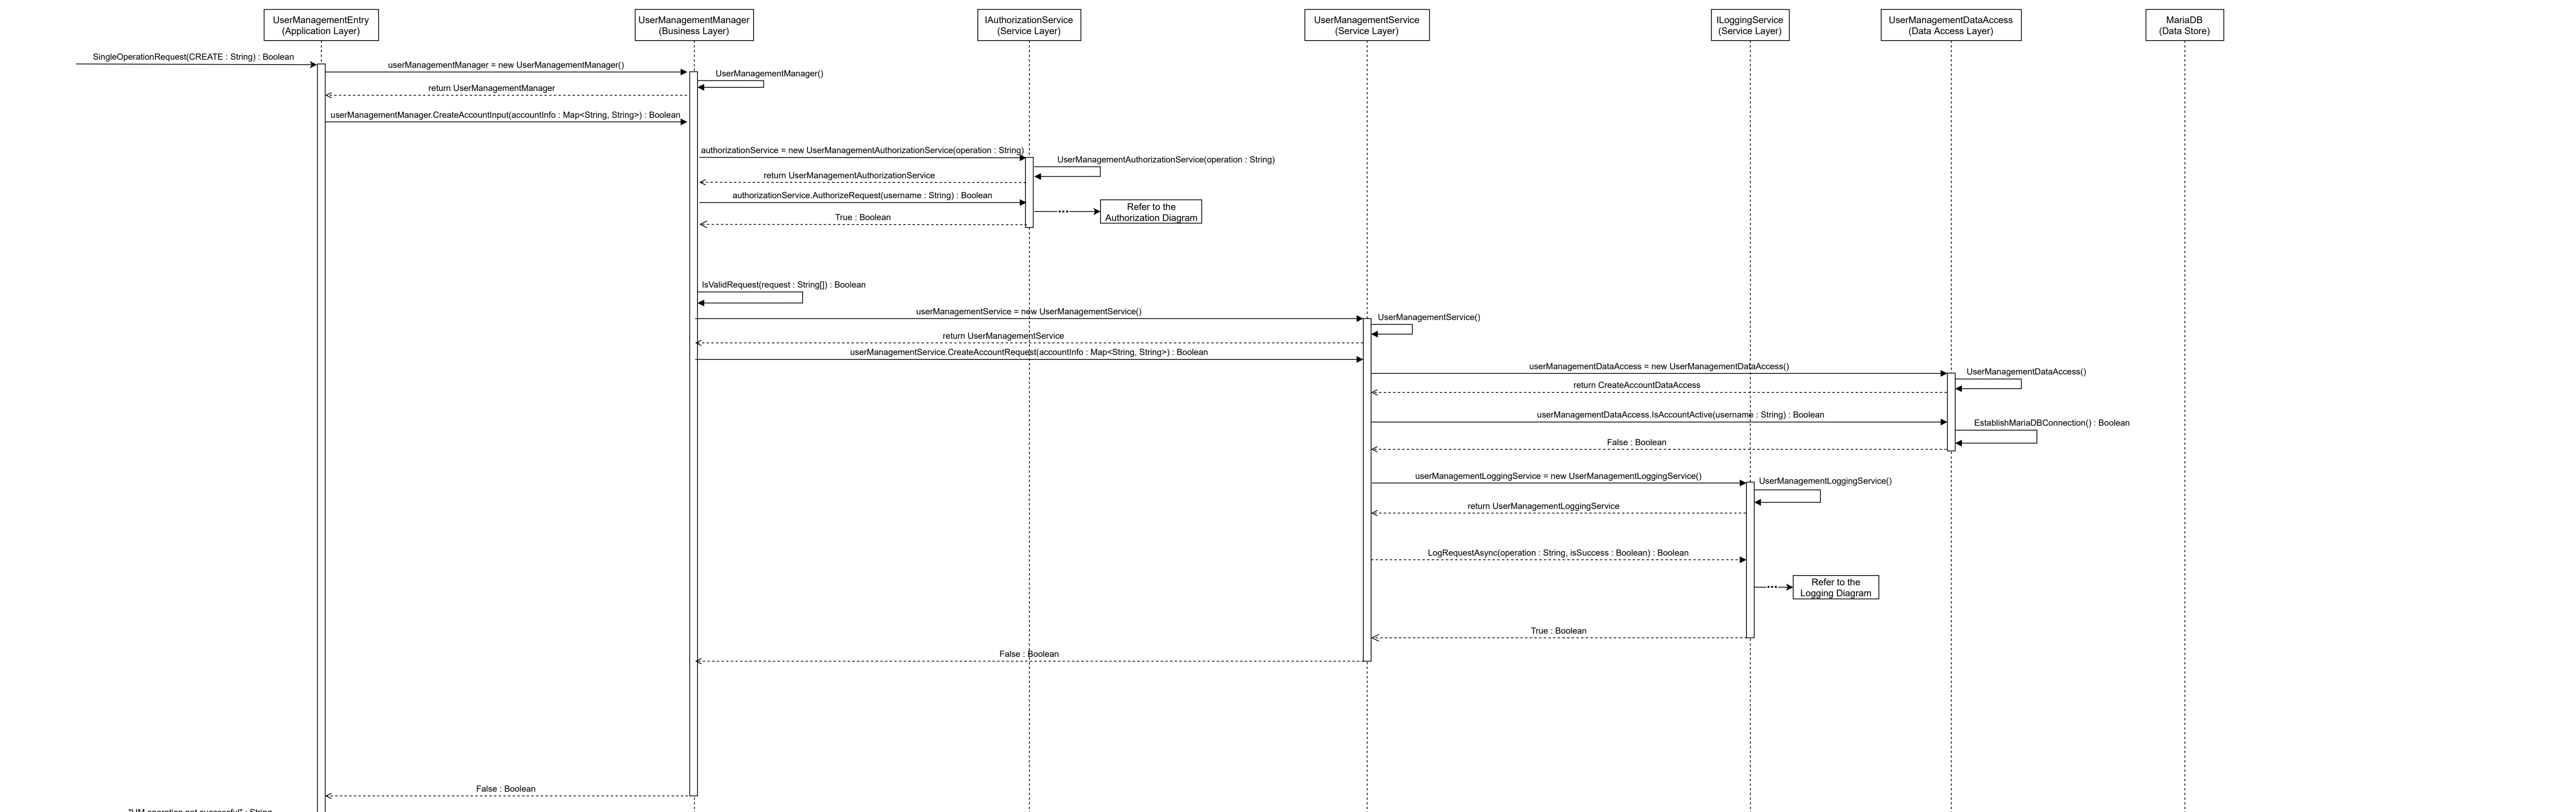 UserManagementEntry
(Application Layer)
UserManagementManager
(Business Layer)
IAuthorizationService
(Service Layer)
UserManagementService
(Service Layer)
ILoggingService
(Service Layer)
UserManagementDataAccess
(Data Access Layer)
MariaDB
(Data Store)
SingleOperationRequest(CREATE : String) : Boolean
userManagementManager = new UserManagementManager()
UserManagementManager()
return UserManagementManager
userManagementManager.CreateAccountInput(accountInfo : Map<String, String>) : Boolean
authorizationService = new UserManagementAuthorizationService(operation : String)
UserManagementAuthorizationService(operation : String)
return UserManagementAuthorizationService
authorizationService.AuthorizeRequest(username : String) : Boolean
Refer to the
Authorization Diagram
True : Boolean
IsValidRequest(request : String[]) : Boolean
userManagementService = new UserManagementService()
UserManagementService()
return UserManagementService
userManagementService.CreateAccountRequest(accountInfo : Map<String, String>) : Boolean
userManagementDataAccess = new UserManagementDataAccess()
UserManagementDataAccess()
return CreateAccountDataAccess
userManagementDataAccess.IsAccountActive(username : String) : Boolean
EstablishMariaDBConnection() : Boolean
False : Boolean
userManagementLoggingService = new UserManagementLoggingService()
UserManagementLoggingService()
return UserManagementLoggingService
LogRequestAsync(operation : String, isSuccess : Boolean) : Boolean
Refer to the
Logging Diagram
True : Boolean
False : Boolean
False : Boolean
"UM operation not successful" : String